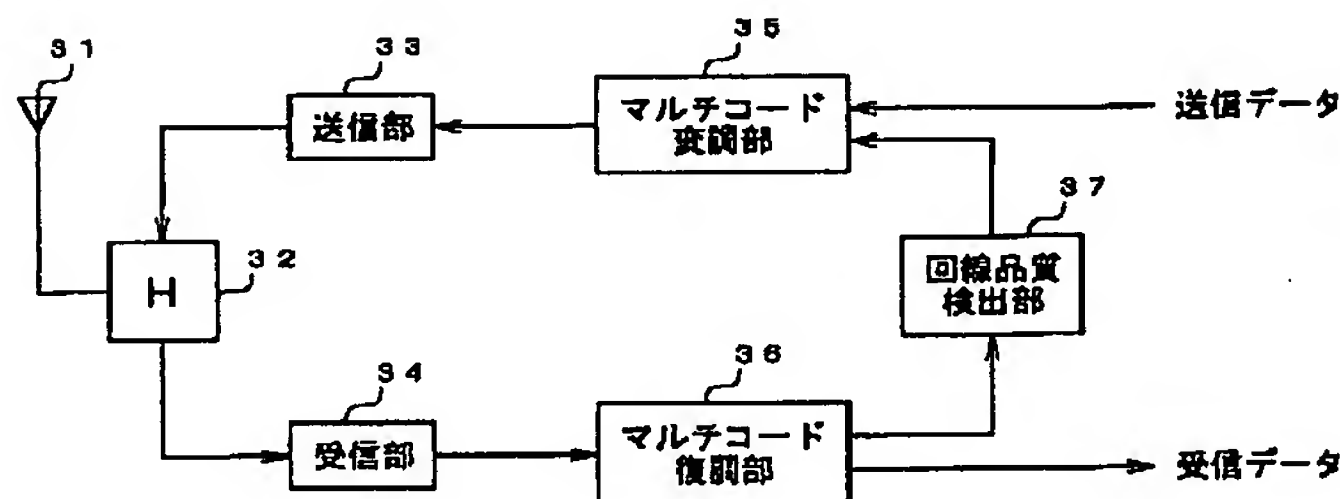 31
33
35
送信部
マルチコード
変調部
送信データ
37
H
32
回線品質
検出部
34
36
受信部
マルチコード
復調部
受信データ